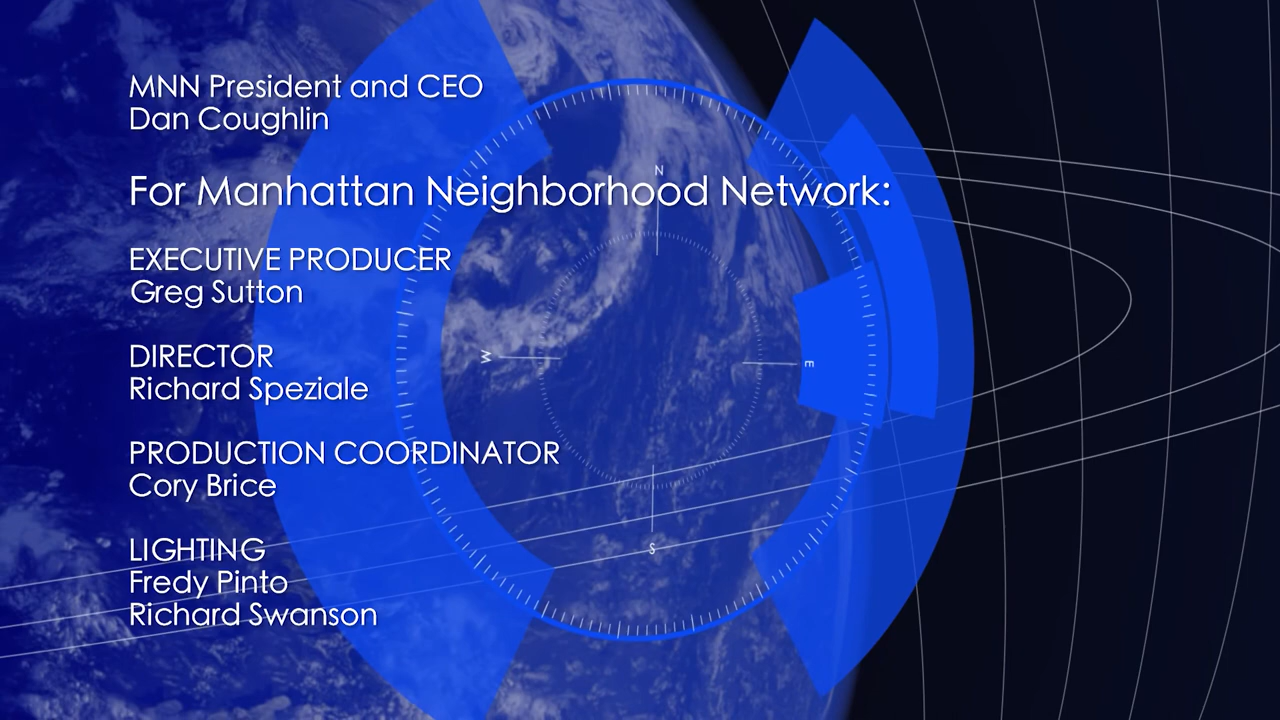 MNN President and CEO
Dan Coughlin
For Manhattan Neighborhood Network:
EXECUTIVE PRODUCER
Greg Sutton
DIRECTOR
Richard Speziale
PRODUCTION COORDINATOR
Cory Brice
LIGHTING
Fredy Pinto
Richard Swanson
N
W
E
S